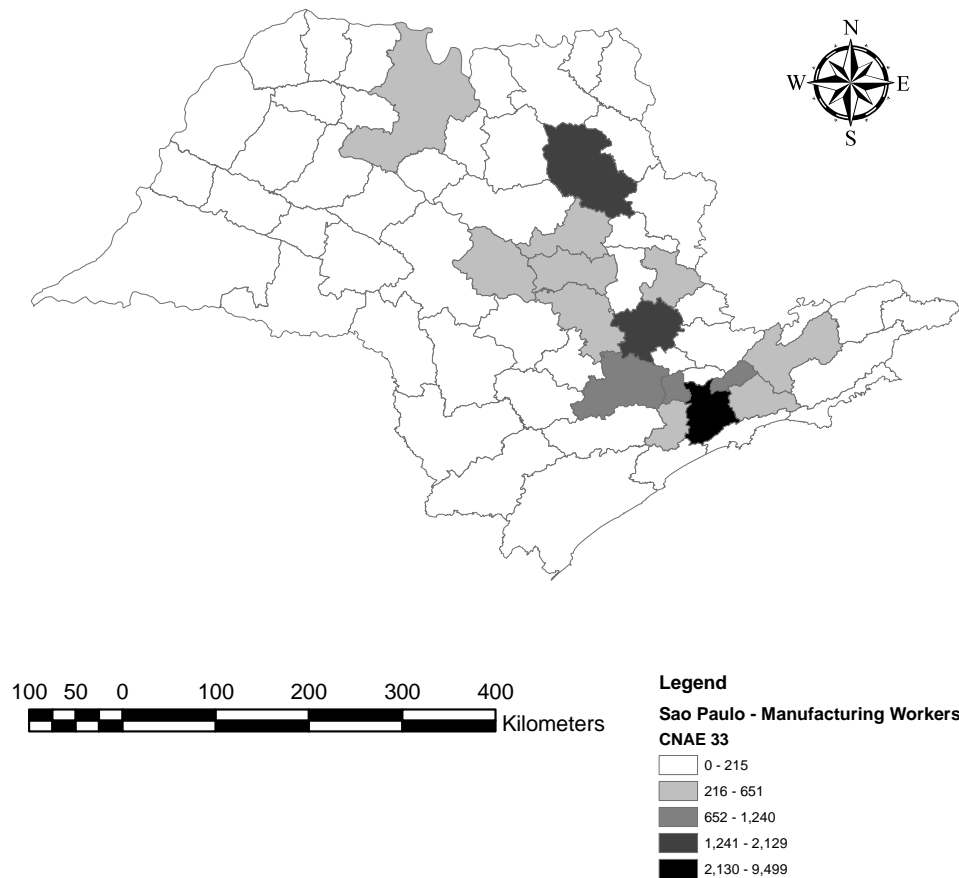 N
W E
S
100 50 0 100 200 300 400
Kilometers
Legend
Sao Paulo - Manufacturing Workers
CNAE 33
0 - 215
216 - 651
652 - 1,240
1,241 - 2,129
2,130 - 9,499